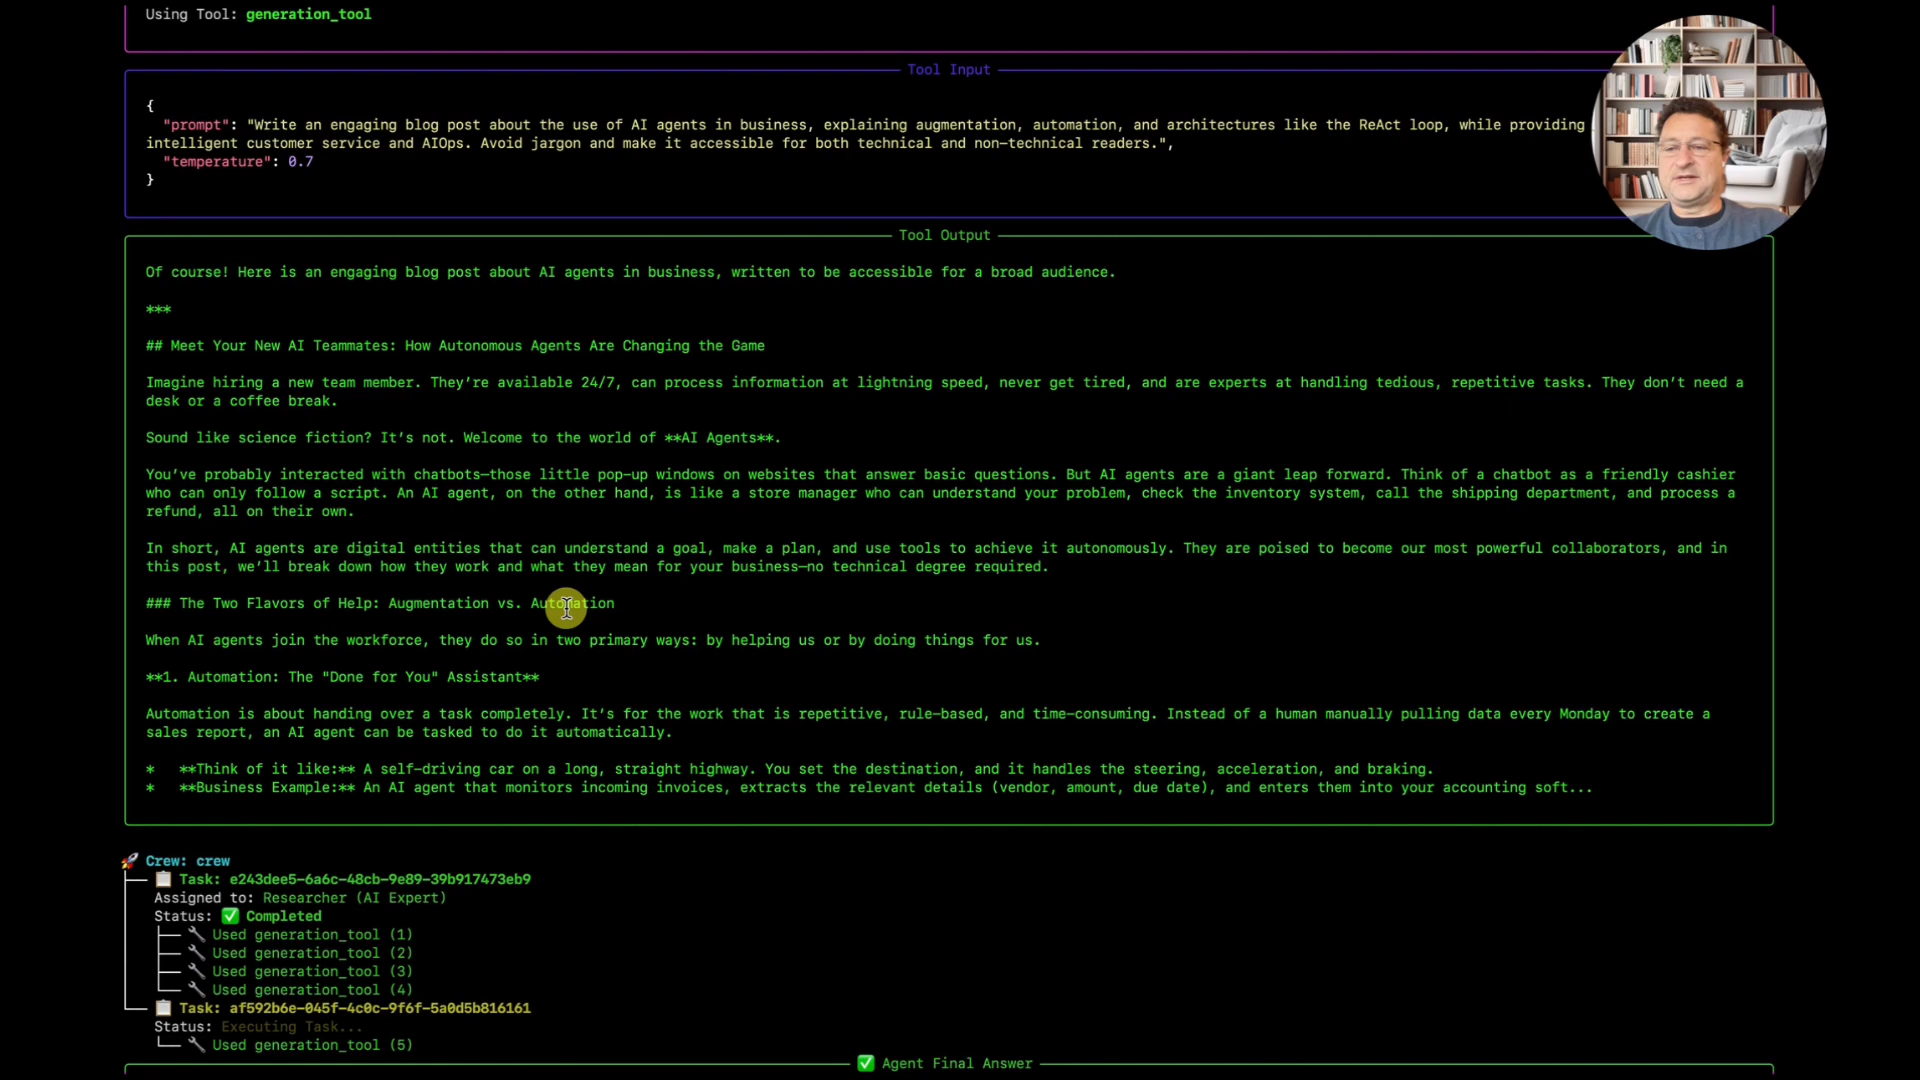 Using Tool: generation_tool
Tool Input
{
"prompt": "Write an engaging blog post about the use of AI agents in business, explaining augmentation, automation, and architectures like the ReAct loop, while providing
intelligent customer service and AIOps. Avoid jargon and make it accessible for both technical and non-technical readers.",
"temperature": 0.7
}
Tool Output
Of course! Here is an engaging blog post about AI agents in business, written to be accessible for a broad audience.
***
## Meet Your New AI Teammates: How Autonomous Agents Are Changing the Game
Imagine hiring a new team member. They're available 24/7, can process information at lightning speed, never get tired, and are experts at handling tedious, repetitive tasks. They don't need a
desk or a coffee break.
Sound like science fiction? It's not. Welcome to the world of **AI Agents**.
You've probably interacted with chatbots—those little pop-up windows on websites that answer basic questions. But AI agents are a giant leap forward. Think of a chatbot as a friendly cashier
who can only follow a script. An AI agent, on the other hand, is like a store manager who can understand your problem, check the inventory system, call the shipping department, and process a
refund, all on their own.
In short, AI agents are digital entities that can understand a goal, make a plan, and use tools to achieve it autonomously. They are poised to become our most powerful collaborators, and in
this post, we'll break down how they work and what they mean for your business—no technical degree required.
### The Two Flavors of Help: Augmentation vs. Automation
When AI agents join the workforce, they do so in two primary ways: by helping us or by doing things for us.
**1. Automation: The "Done for You" Assistant**
Automation is about handing over a task completely. It's for the work that is repetitive, rule-based, and time-consuming. Instead of a human manually pulling data every Monday to create a
sales report, an AI agent can be tasked to do it automatically.
*   **Think of it like:** A self-driving car on a long, straight highway. You set the destination, and it handles the steering, acceleration, and braking.
*   **Business Example:** An AI agent that monitors incoming invoices, extracts the relevant details (vendor, amount, due date), and enters them into your accounting soft...
🚀 Crew: crew
📋 Task: e243dee5-6a6c-48cb-9e89-39b917473eb9
Assigned to: Researcher (AI Expert)
Status: ✅ Completed
🔧 Used generation_tool (1)
🔧 Used generation_tool (2)
🔧 Used generation_tool (3)
🔧 Used generation_tool (4)
📋 Task: af592b6e-045f-4c0c-9f6f-5a0d5b816161
Status: Executing Task...
🔧 Used generation_tool (5)
✅ Agent Final Answer